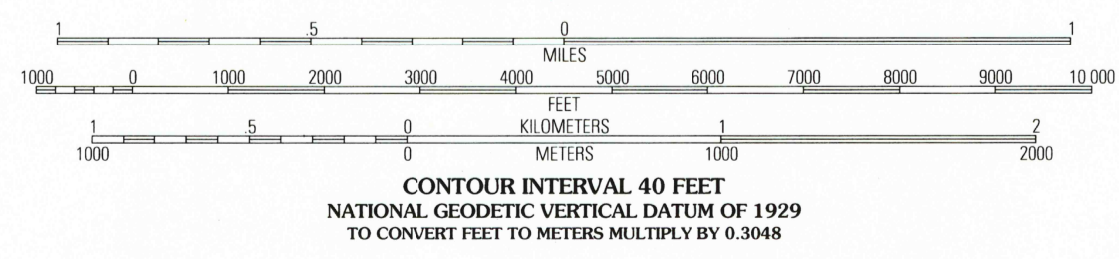 1 .5 0 1
MILES
1000 0 1000 2000 3000 4000 5000 6000 7000 8000 9000 10 000
FEET
1 .5 0 KILOMETERS 1 2
1000 0 METERS 1000 2000
CONTOUR INTERVAL 40 FEET
NATIONAL GEODETIC VERTICAL DATUM OF 1929
TO CONVERT FEET TO METERS MULTIPLY BY 0.3048